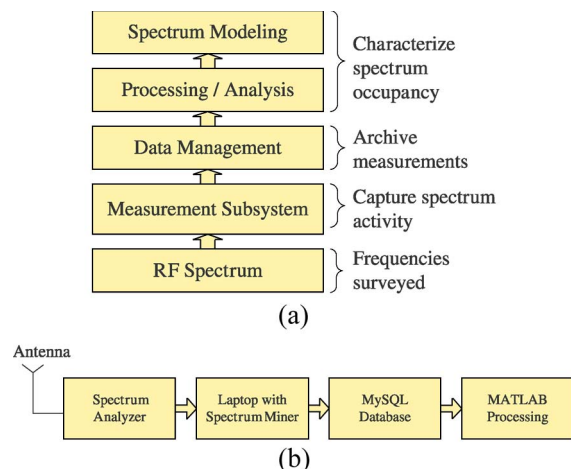 Spectrum Modeling
Processing / Analysis
Characterize
spectrum
occupancy
Data Management
Archive
measurements
Measurement Subsystem
Capture spectrum
activity
RF Spectrum
Frequencies
surveyed
(a)
Antenna
Spectrum
Analyzer
Laptop with
Spectrum Miner
MySQL
Database
MATLAB
Processing
(b)